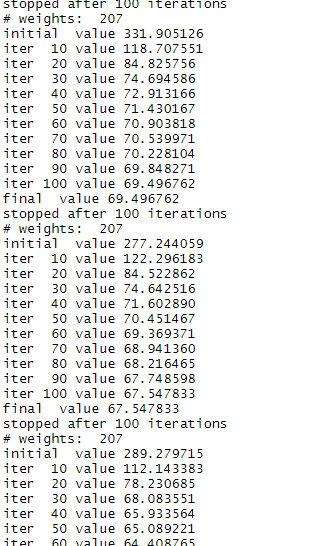 stopped after 100 iterations
# weights:  207
initial  value 331.905126
iter  10 value 118.707551
iter  20 value 84.825756
iter  30 value 74.694586
iter  40 value 72.913166
iter  50 value 71.430167
iter  60 value 70.903818
iter  70 value 70.539971
iter  80 value 70.228104
iter  90 value 69.848271
iter 100 value 69.496762
final  value 69.496762
stopped after 100 iterations
# weights:  207
initial  value 277.244059
iter  10 value 122.296183
iter  20 value 84.522862
iter  30 value 74.642516
iter  40 value 71.602890
iter  50 value 70.451467
iter  60 value 69.369371
iter  70 value 68.941360
iter  80 value 68.216465
iter  90 value 67.748598
iter 100 value 67.547833
final  value 67.547833
stopped after 100 iterations
# weights:  207
initial  value 289.279715
iter  10 value 112.143383
iter  20 value 78.230685
iter  30 value 68.083551
iter  40 value 65.933564
iter  50 value 65.089221
iter  60 value 64.408765